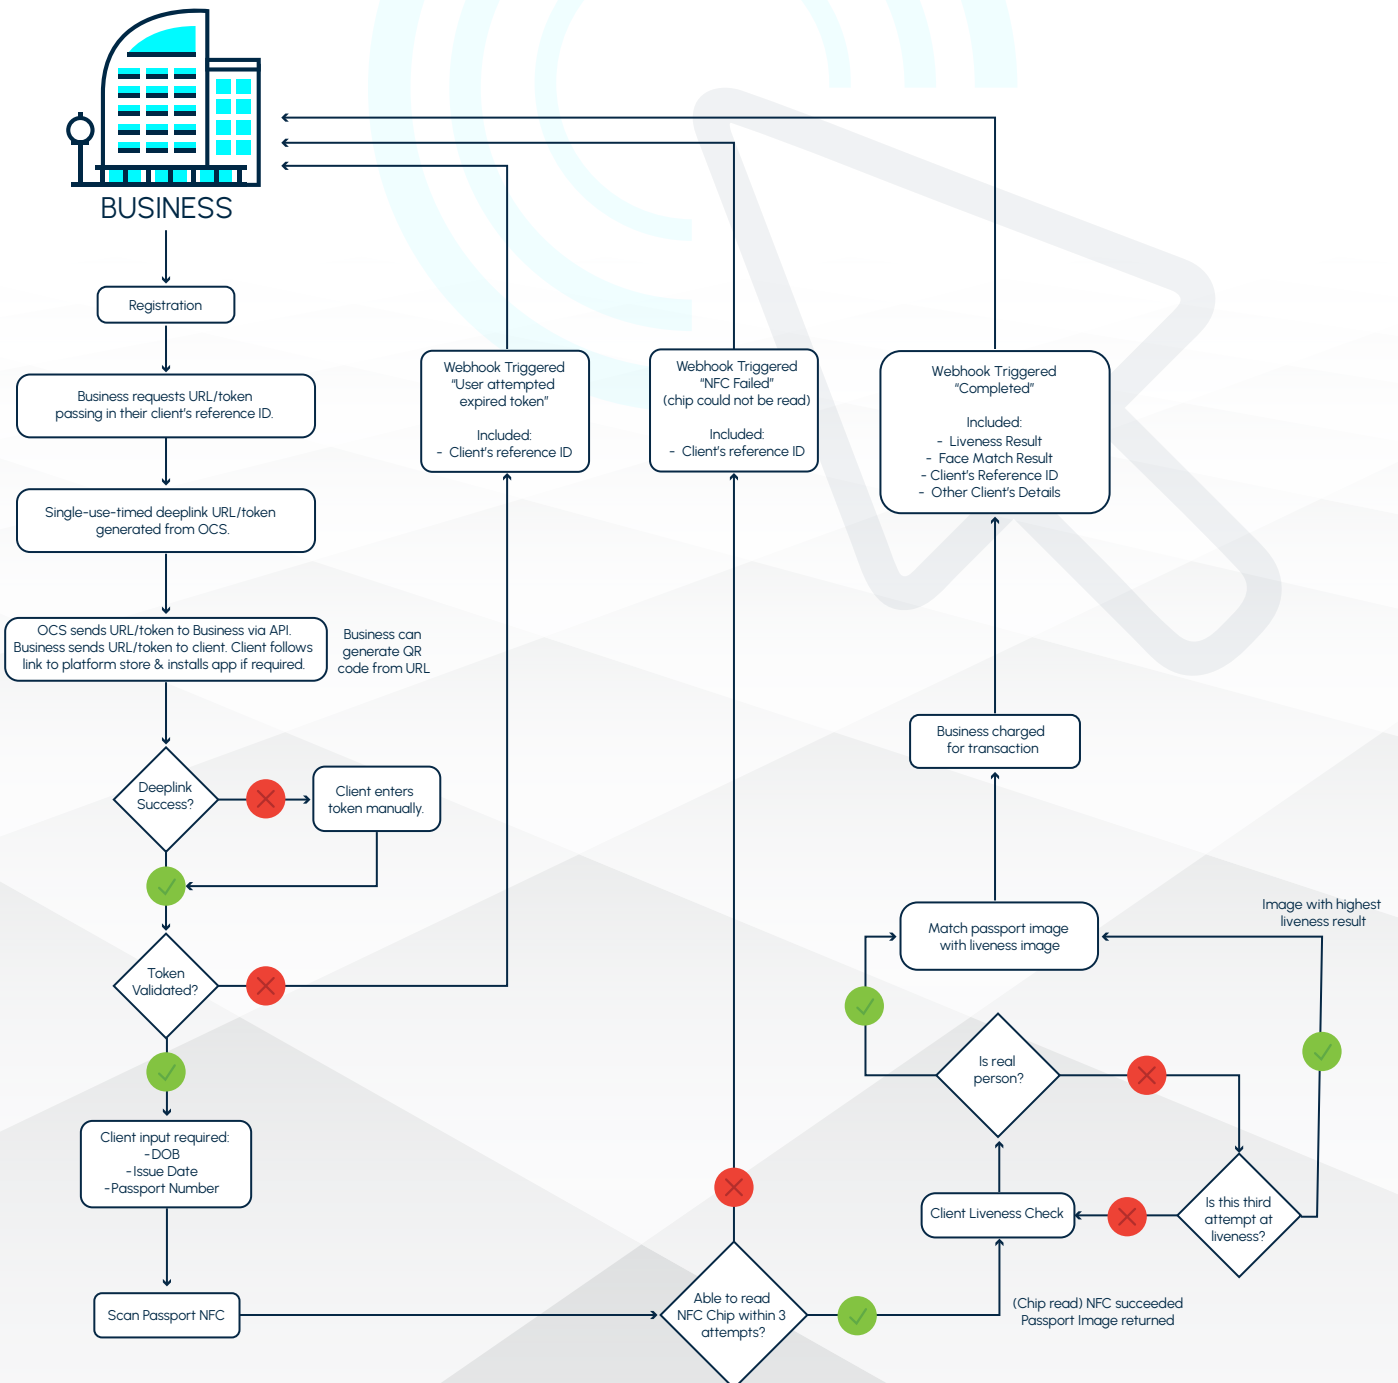 BUSINESS
Registration
Business requests URL/token
passing in their client's reference ID.
Single-use-timed deeplink URL/token
generated from OCS.
OCS sends URL/token to Business via API.
Business sends URL/token to client. Client follows
link to platform store & installs app if required.
Business can
generate QR
code from URL
Deeplink
Success?
Client enters
token manually.
Token
Validated?
Client input required:
-DOB
-Issue Date
-Passport Number
Scan Passport NFC
Webhook Triggered
"User attempted
expired token"
Included:
- Client's reference ID
Webhook Triggered
"NFC Failed"
(chip could not be read)
Included:
- Client's reference ID
Able to read
NFC Chip within 3
attempts?
(Chip read) NFC succeeded
Passport Image returned
Client Liveness Check
Is real
person?
Is this third
attempt at
liveness?
Image with highest
liveness result
Match passport image
with liveness image
Business charged
for transaction
Webhook Triggered
"Completed"
Included:
- Liveness Result
- Face Match Result
- Client's Reference ID
- Other Client's Details